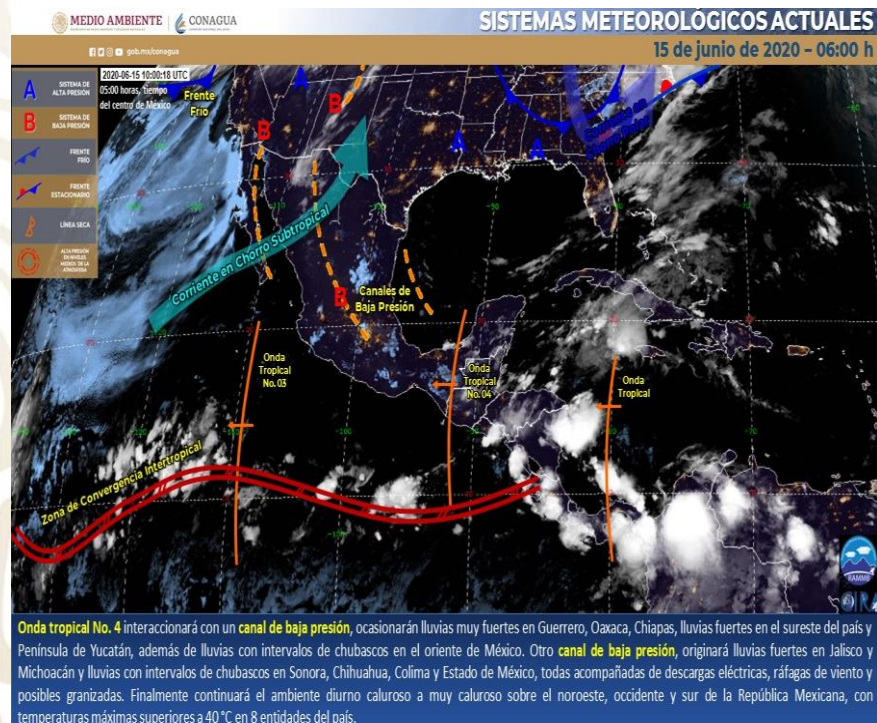 MEDIO AMBIENTE
CONAGUA
SISTEMAS METEOROLÓGICOS ACTUALES
gob.mx/conagua
15 de junio de 2020 – 06:00 h
2020-06-15 10:00:18 UTC
05:00 horas, tiempo
del centro de México
A
SISTEMA DE
ALTA PRESIÓN
B
SISTEMA DE
BAJA PRESIÓN
FRENTE
FRÍO
FRENTE
ESTACIONARIO
LÍNEA SECA
ALTA PRESIÓN
EN NIVELES
MEDIOS DE LA
ATMOSFERA
Frente
Frío
A
B
B
A
A
Corriente en Chorro Subtropical
B
Canales de
Baja Presión
Onda
Tropical
No. 03
Onda
Tropical
No. 04
Onda
Tropical
Zona de Convergencia Intertropical
RAMMB
CIRA
Onda tropical No. 4 interaccionará con un canal de baja presión, ocasionarán lluvias muy fuertes en Guerrero, Oaxaca, Chiapas, lluvias fuertes en el sureste del país y
Península de Yucatán, además de lluvias con intervalos de chubascos en el oriente de México. Otro canal de baja presión, originará lluvias fuertes en Jalisco y
Michoacán y lluvias con intervalos de chubascos en Sonora, Chihuahua, Colima y Estado de México, todas acompañadas de descargas eléctricas, ráfagas de viento y
posibles granizadas. Finalmente continuará el ambiente diurno caluroso a muy caluroso sobre el noroeste, occidente y sur de la República Mexicana, con
temperaturas máximas superiores a 40 °C en 8 entidades del país.